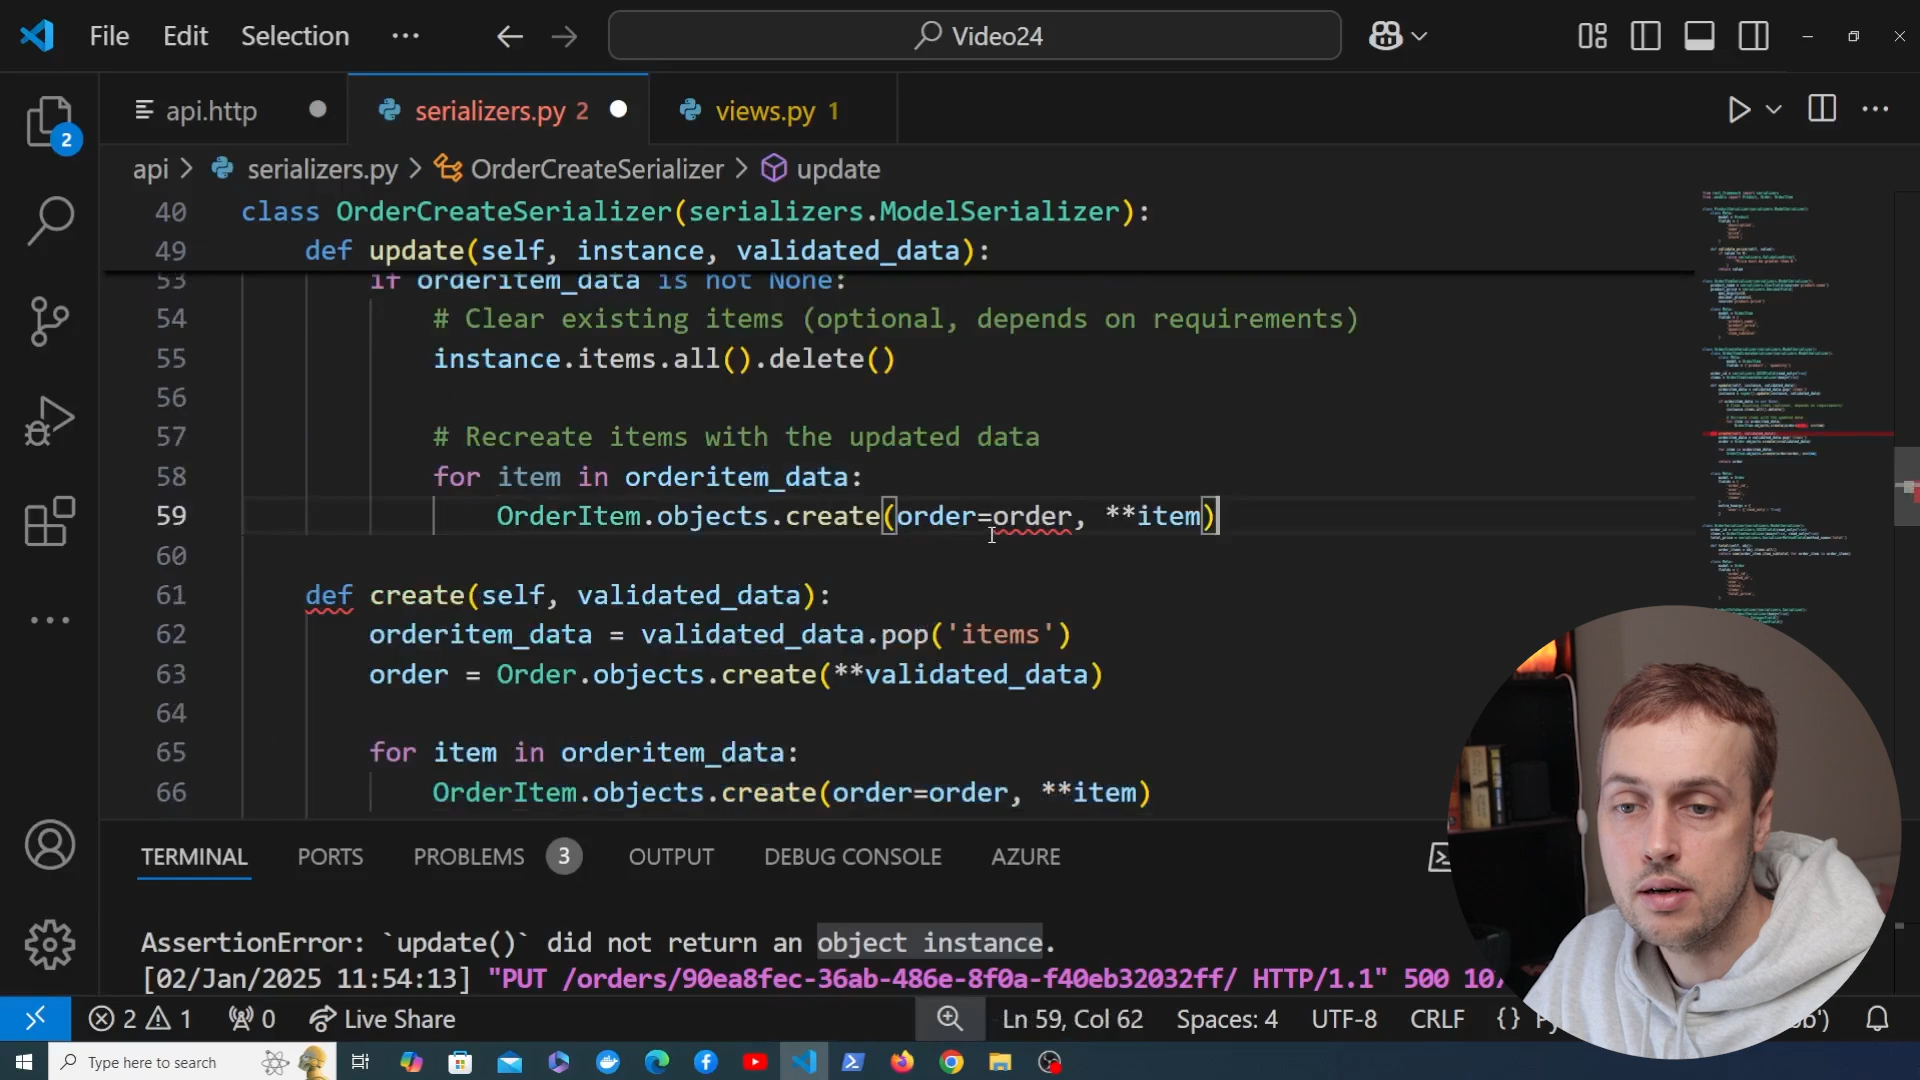 File Edit Selection ··· Video24
api.http serializers.py 2 views.py 1
api > serializers.py > OrderCreateSerializer > update
40 class OrderCreateSerializer(serializers.ModelSerializer):
49 def update(self, instance, validated_data):
53 if orderitem_data is not None:
54 # Clear existing items (optional, depends on requirements)
55 instance.items.all().delete()
56
57 # Recreate items with the updated data
58 for item in orderitem_data:
59 OrderItem.objects.create(order=order, **item)
60
61 def create(self, validated_data):
62 orderitem_data = validated_data.pop('items')
63 order = Order.objects.create(**validated_data)
64
65 for item in orderitem_data:
66 OrderItem.objects.create(order=order, **item)
TERMINAL PORTS PROBLEMS 3 OUTPUT DEBUG CONSOLE AZURE
AssertionError: `update()` did not return an object instance.
[02/Jan/2025 11:54:13] "PUT /orders/90ea8fec-36ab-486e-8f0a-f40eb32032ff/ HTTP/1.1" 500
2 1 0 Live Share Ln 59, Col 62 Spaces: 4 UTF-8 CRLF {}
Type here to search
2